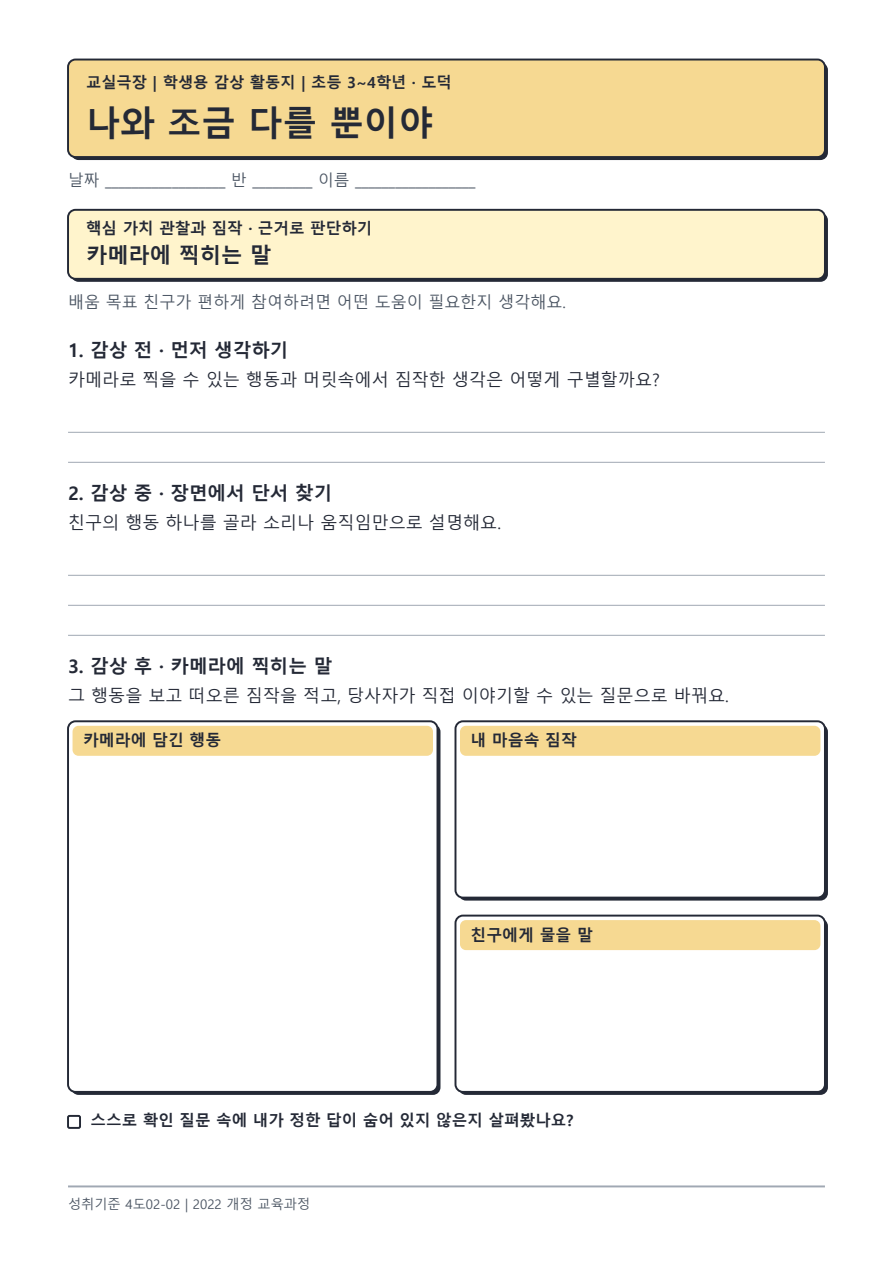 교실극장 | 학생용 감상 활동지 | 초등 3~4학년 · 도덕
나와 조금 다를 뿐이야
날짜 _______________ 반 _______ 이름 _______________
핵심 가치 관찰과 짐작 · 근거로 판단하기
카메라에 찍히는 말
배움 목표 친구가 편하게 참여하려면 어떤 도움이 필요한지 생각해요.
1. 감상 전 · 먼저 생각하기
카메라로 찍을 수 있는 행동과 머릿속에서 짐작한 생각은 어떻게 구별할까요?
2. 감상 중 · 장면에서 단서 찾기
친구의 행동 하나를 골라 소리나 움직임만으로 설명해요.
3. 감상 후 · 카메라에 찍히는 말
그 행동을 보고 떠오른 짐작을 적고, 당사자가 직접 이야기할 수 있는 질문으로 바꿔요.
카메라에 담긴 행동
내 마음속 짐작
친구에게 물을 말
스스로 확인 질문 속에 내가 정한 답이 숨어 있지 않은지 살펴봤나요?
성취기준 4도02-02 | 2022 개정 교육과정